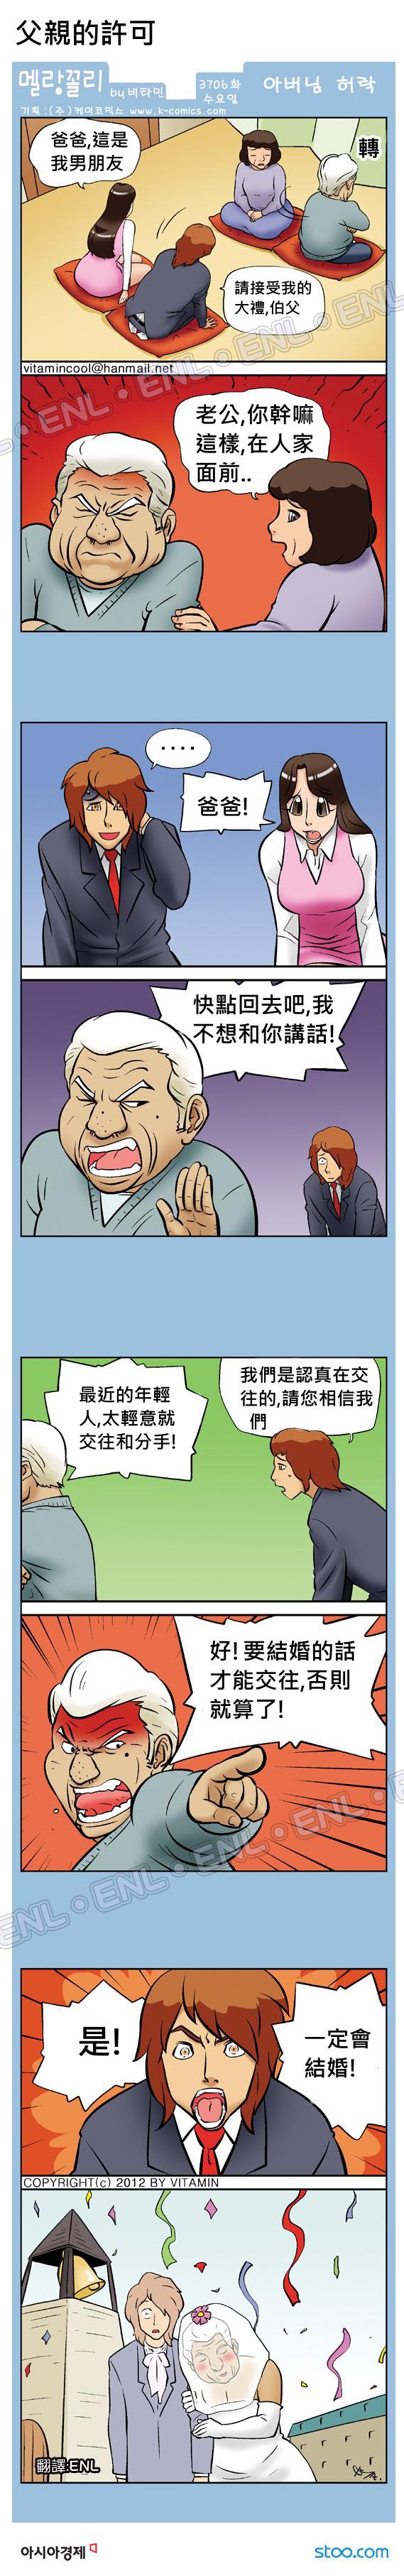 父親的許可
멜랑꼴리
by 비타민
3706화
수요일
아버님 허락
기획 : (주)케이코믹스 www.k-comics.com
爸爸,這是
我男朋友
轉
請接受我的
大禮,伯父
vitamincool@hanmail.net
ENL
老公,你幹嘛
這樣,在人家
面前..
....
爸爸!
快點回去吧,我
不想和你講話!
最近的年輕
人,太輕意就
交往和分手!
我們是認真在交
往的,請您相信我
們
好! 要結婚的話
才能交往,否則
就算了!
ENL
是!
一定會
結婚!
COPYRIGHT(c) 2012 BY VITAMIN
翻譯:ENL
아시아경제
stoo.com